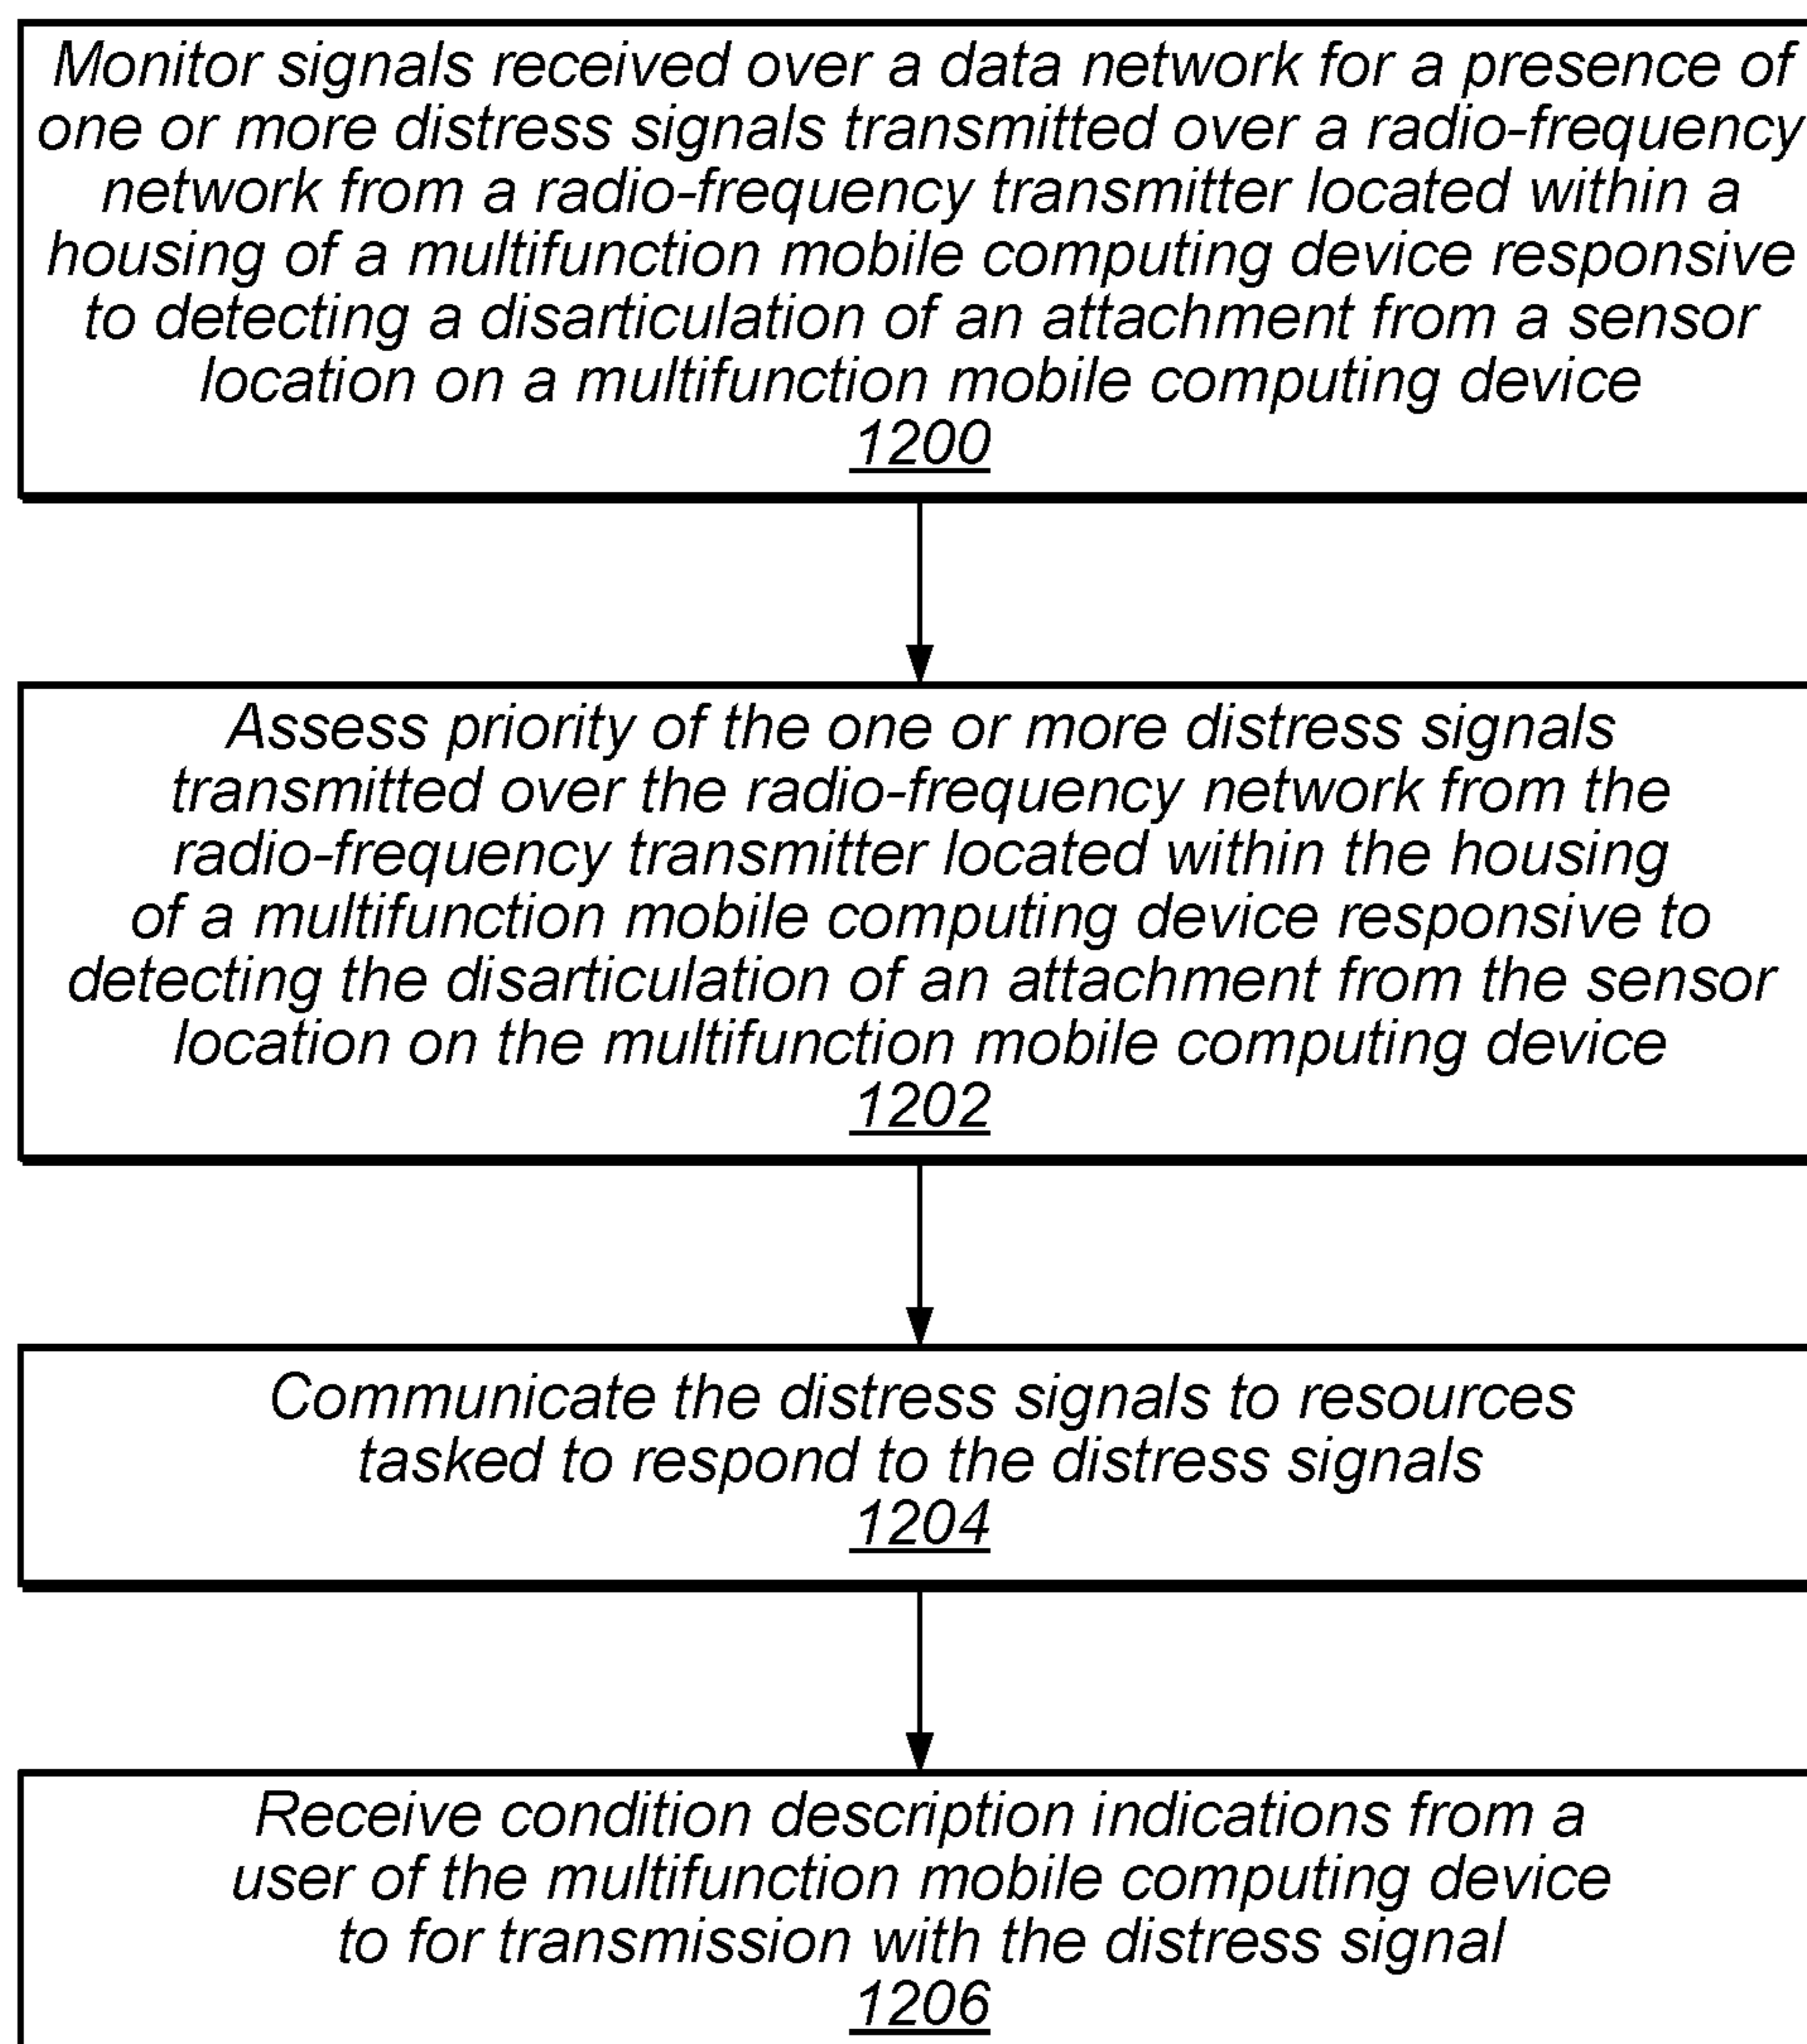 Monitor signals received over a data network for a presence of
one or more distress signals transmitted over a radio-frequency
network from a radio-frequency transmitter located within a
housing of a multifunction mobile computing device responsive
to detecting a disarticulation of an attachment from a sensor
location on a multifunction mobile computing device
1200
Assess priority of the one or more distress signals
transmitted over the radio-frequency network from the
radio-frequency transmitter located within the housing
of a multifunction mobile computing device responsive to
detecting the disarticulation of an attachment from the sensor
location on the multifunction mobile computing device
1202
Communicate the distress signals to resources
tasked to respond to the distress signals
1204
Receive condition description indications from a
user of the multifunction mobile computing device
to for transmission with the distress signal
1206